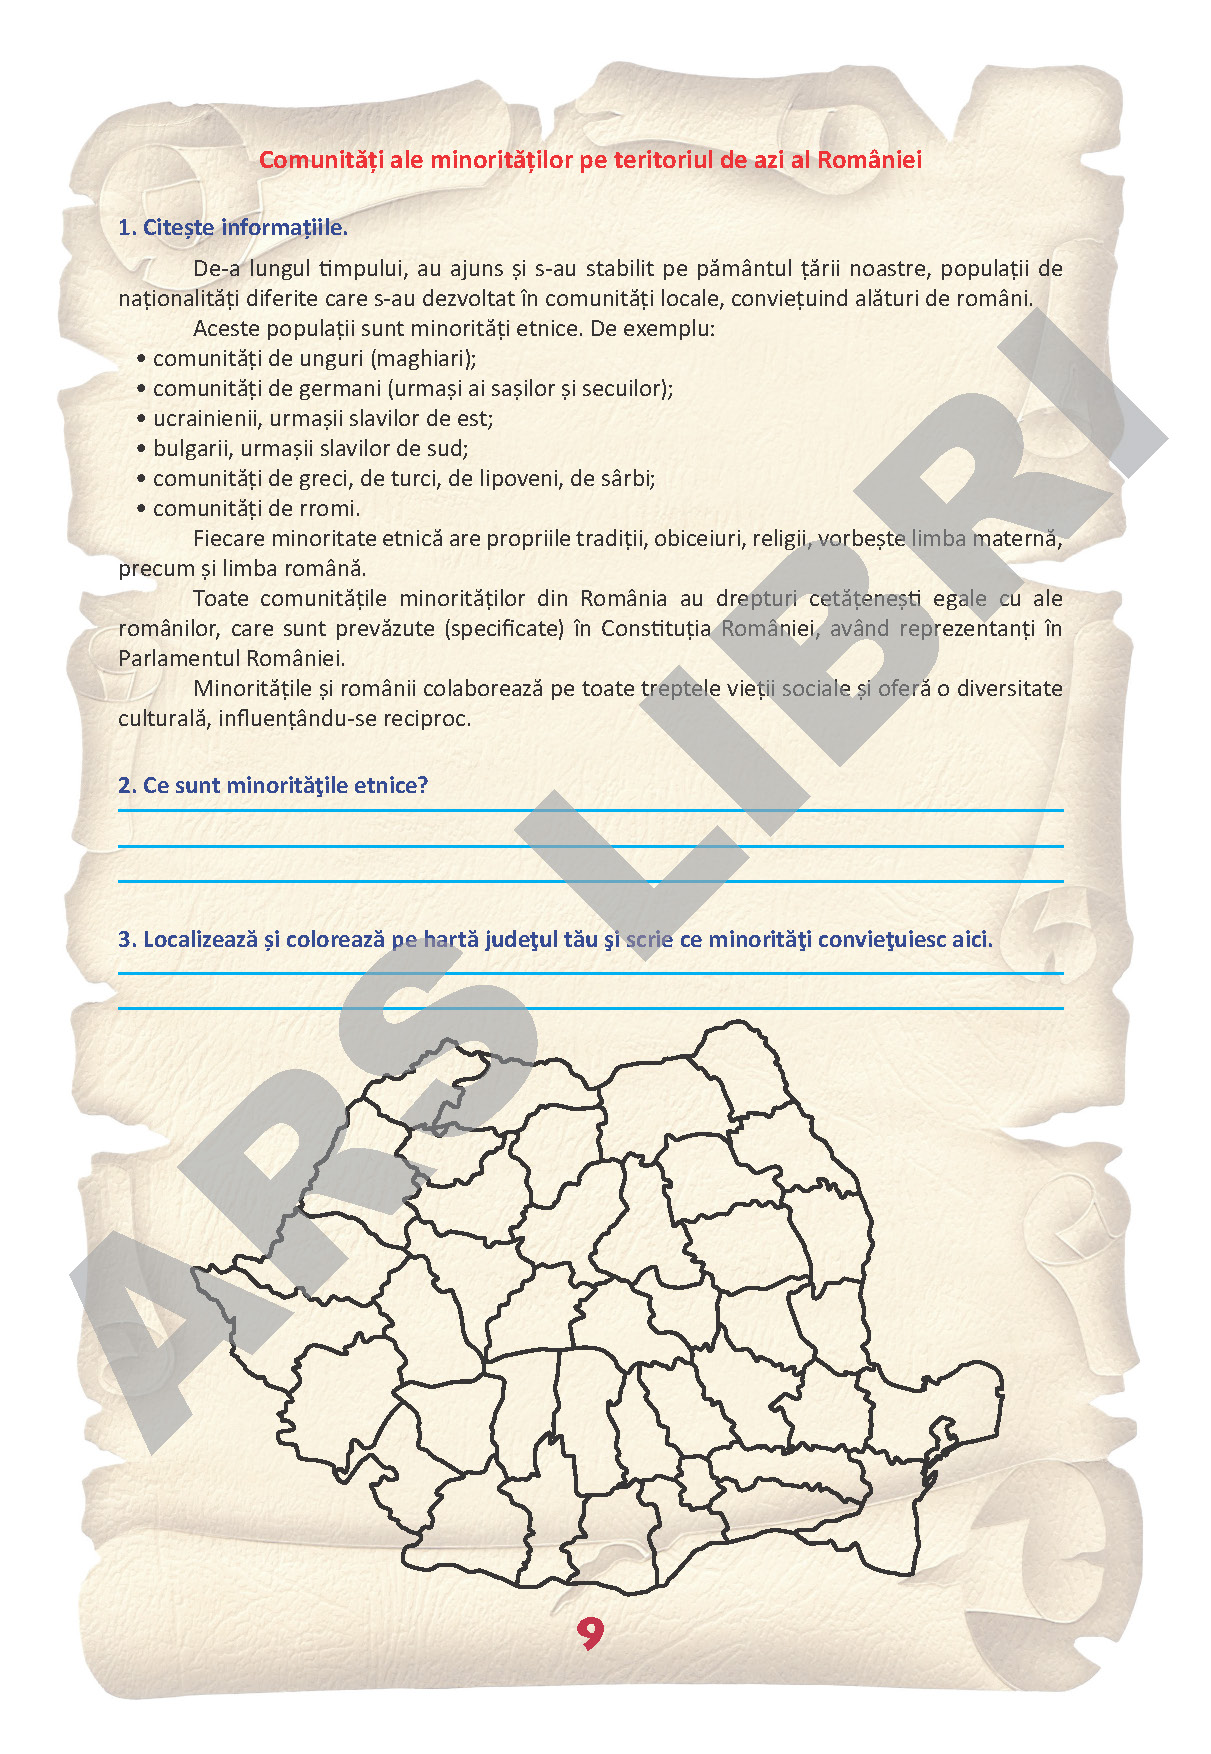 Comunități ale minorităților pe teritoriul de azi al României
1. Citește informațiile.
De-a lungul timpului, au ajuns și s-au stabilit pe pământul țării noastre, populații de
naționalități diferite care s-au dezvoltat în comunități locale, conviețuind alături de români.
Aceste populații sunt minorități etnice. De exemplu:
• comunități de unguri (maghiari);
• comunități de germani (urmași ai sașilor și secuilor);
• ucrainienii, urmașii slavilor de est;
• bulgarii, urmașii slavilor de sud;
• comunități de greci, de turci, de lipoveni, de sârbi;
• comunități de rromi.
Fiecare minoritate etnică are propriile tradiții, obiceiuri, religii, vorbește limba maternă,
precum și limba română.
Toate comunitățile minorităților din România au drepturi cetățenești egale cu ale
românilor, care sunt prevăzute (specificate) în Constituția României, având reprezentanți în
Parlamentul României.
Minoritățile și românii colaborează pe toate treptele vieții sociale și oferă o diversitate
culturală, influențându-se reciproc.
2. Ce sunt minorităţile etnice?
3. Localizează și colorează pe hartă judeţul tău şi scrie ce minorităţi convieţuiesc aici.
ARS LIBRI
9